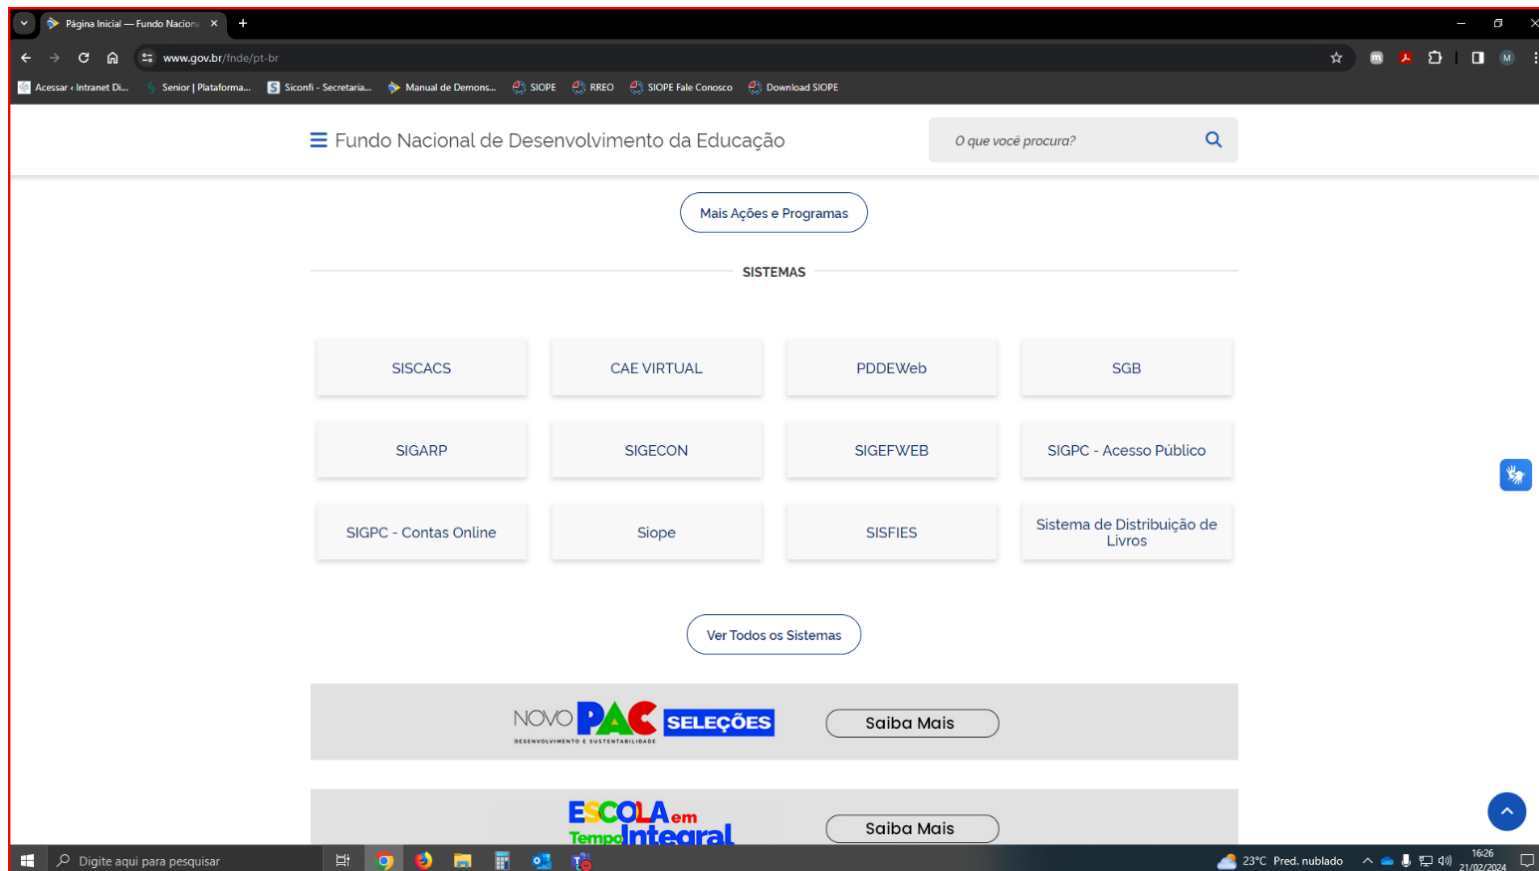 Página Inicial — Fundo Naciona
www.gov.br/fnde/pt-br
M
Acessar ‹ Intranet Di...
Senior | Plataforma...
S Siconfi - Secretaria...
Manual de Demons...
SIOPE
RREO
SIOPE Fale Conosco
Download SIOPE
Fundo Nacional de Desenvolvimento da Educação
O que você procura?
Mais Ações e Programas
SISTEMAS
SISCACS
CAE VIRTUAL
PDDEWeb
SGB
SIGARP
SIGECON
SIGEFWEB
SIGPC - Acesso Público
SIGPC - Contas Online
Siope
SISFIES
Sistema de Distribuição de
Livros
Ver Todos os Sistemas
NOVO PAC SELEÇÕES
DESENVOLVIMENTO E SUSTENTABILIDADE
Saiba Mais
ESCOLA em
Tempo Integral
Saiba Mais
Digite aqui para pesquisar
23°C Pred. nublado
16:26
21/02/2024